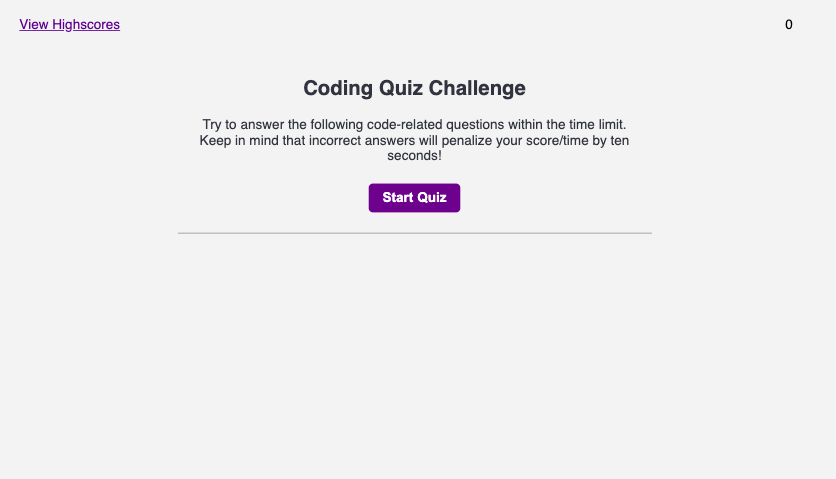 View Highscores
0
Coding Quiz Challenge
Try to answer the following code-related questions within the time limit.
Keep in mind that incorrect answers will penalize your score/time by ten
seconds!
Start Quiz